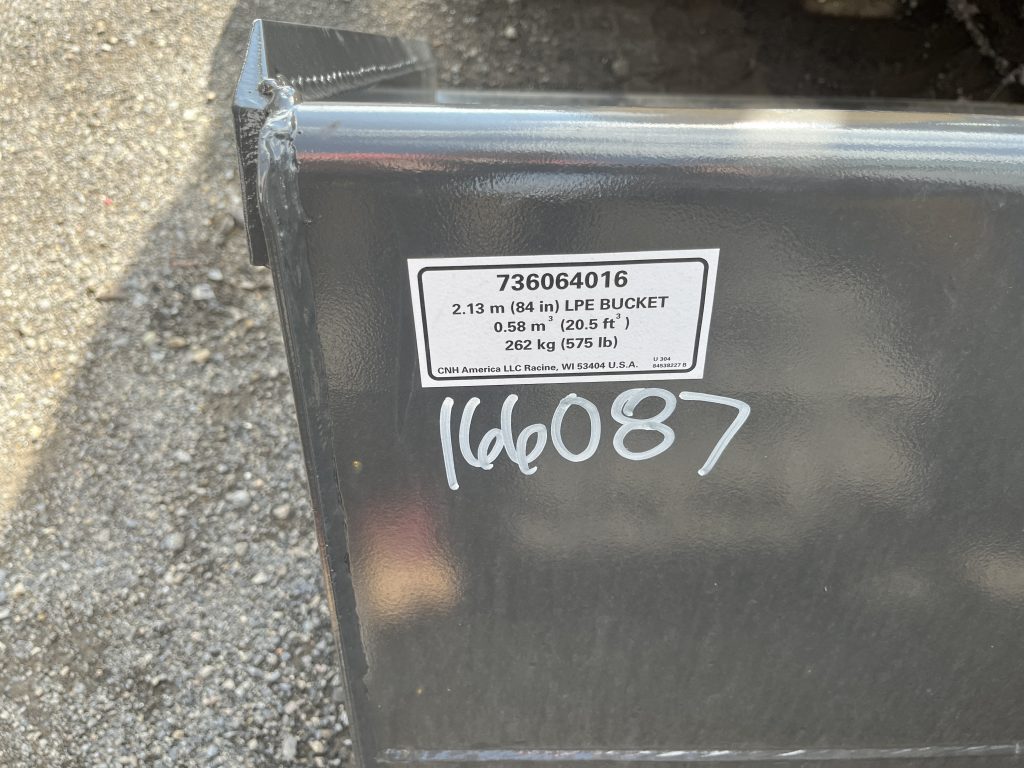 736064016
2.13 m (84 in) LPE BUCKET
0.58 m³ (20.5 ft³)
262 kg (575 lb)
U 304
CNH America LLC Racine, WI 53404 U.S.A. 84538227 B
166087